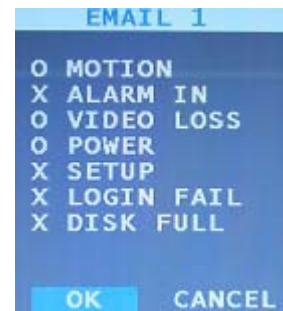 EMAIL 1
O MOTION
X ALARM IN
O VIDEO LOSS
O POWER
X SETUP
X LOGIN FAIL
X DISK FULL
OK CANCEL